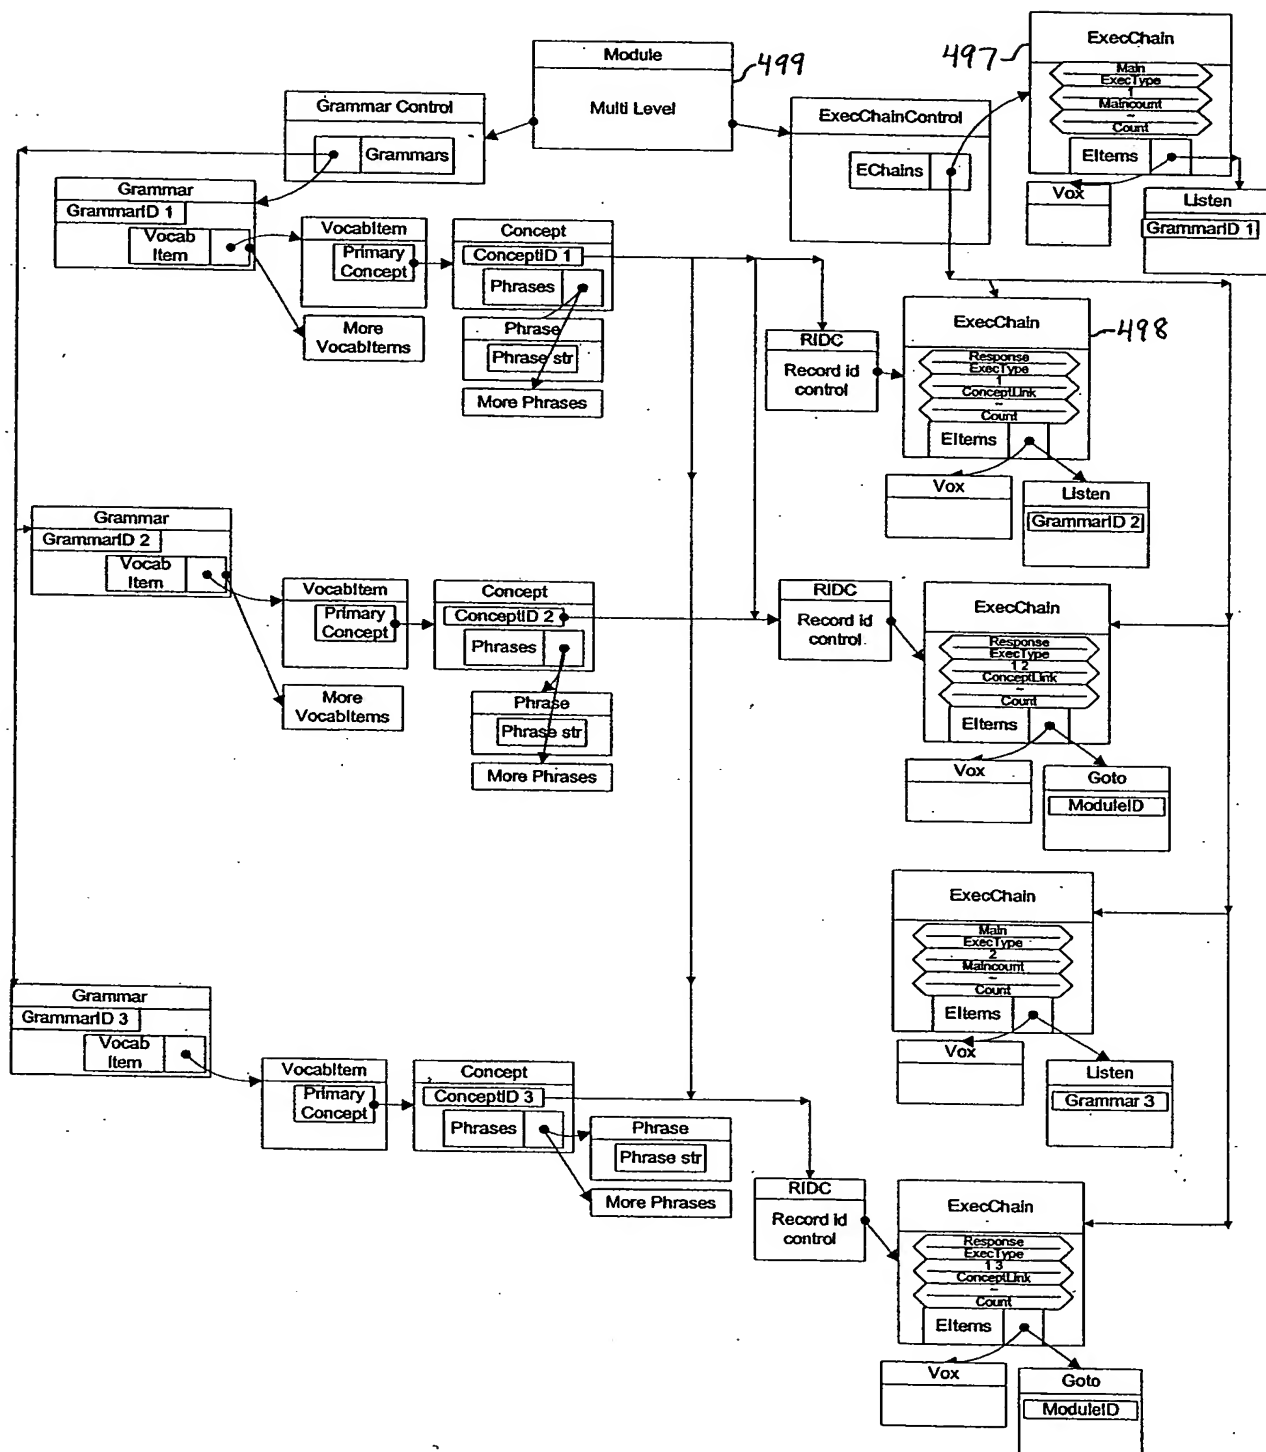 Module
499
Multi Level
Grammar Control
Grammars
ExecChainControl
EChains
497
ExecChain
Main
ExecType
1
Maincount
~
Count
EItems
Vox
Listen
GrammarID 1
Grammar
GrammarID 1
Vocab
Item
VocabItem
Primary
Concept
More
VocabItems
Concept
ConceptID 1
Phrases
Phrase
Phrase str
More Phrases
RIDC
Record id
control
ExecChain
498
Response
ExecType
1
ConceptLink
~
Count
EItems
Vox
Listen
GrammarID 2
Grammar
GrammarID 2
Vocab
Item
VocabItem
Primary
Concept
More
VocabItems
Concept
ConceptID 2
Phrases
Phrase
Phrase str
More Phrases
RIDC
Record id
control
ExecChain
Response
ExecType
1 2
ConceptLink
~
Count
EItems
Vox
Goto
ModuleID
ExecChain
Main
ExecType
2
Maincount
~
Count
EItems
Vox
Listen
Grammar 3
Grammar
GrammarID 3
Vocab
Item
VocabItem
Primary
Concept
Concept
ConceptID 3
Phrases
Phrase
Phrase str
More Phrases
RIDC
Record id
control
ExecChain
Response
ExecType
1 3
ConceptLink
~
Count
EItems
Vox
Goto
ModuleID